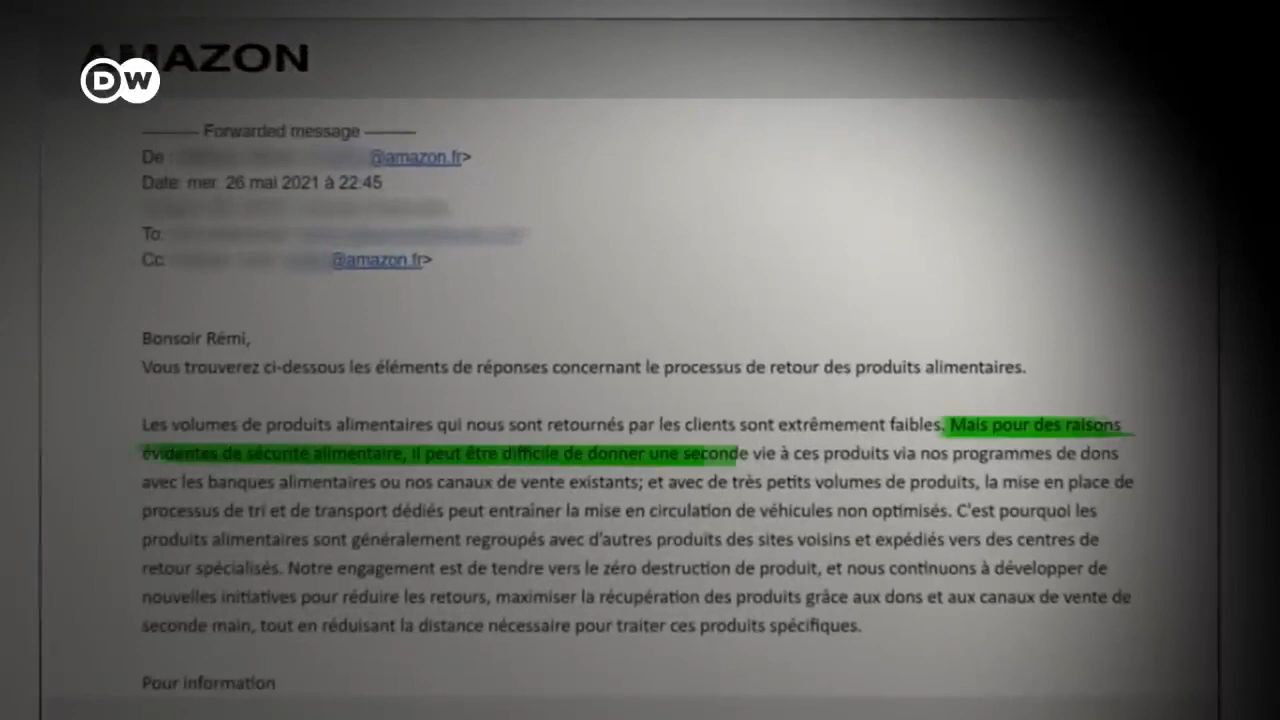 AMAZON
DW
Forwarded message
De : @amazon.fr>
Date: mer. 26 mai 2021 à 22:45
To:
Cc: @amazon.fr>
Bonsoir Rémi,
Vous trouverez ci-dessous les éléments de réponses concernant le processus de retour des produits alimentaires.
Les volumes de produits alimentaires qui nous sont retournés par les clients sont extrêmement faibles. Mais pour des raisons
évidentes de sécurité alimentaire, il peut être difficile de donner une seconde vie à ces produits via nos programmes de dons
avec les banques alimentaires ou nos canaux de vente existants; et avec de très petits volumes de produits, la mise en place de
processus de tri et de transport dédiés peut entraîner la mise en circulation de véhicules non optimisés. C'est pourquoi les
produits alimentaires sont généralement regroupés avec d'autres produits des sites voisins et expédiés vers des centres de
retour spécialisés. Notre engagement est de tendre vers le zéro destruction de produit, et nous continuons à développer de
nouvelles initiatives pour réduire les retours, maximiser la récupération des produits grâce aux dons et aux canaux de vente de
seconde main, tout en réduisant la distance nécessaire pour traiter ces produits spécifiques.
Pour information